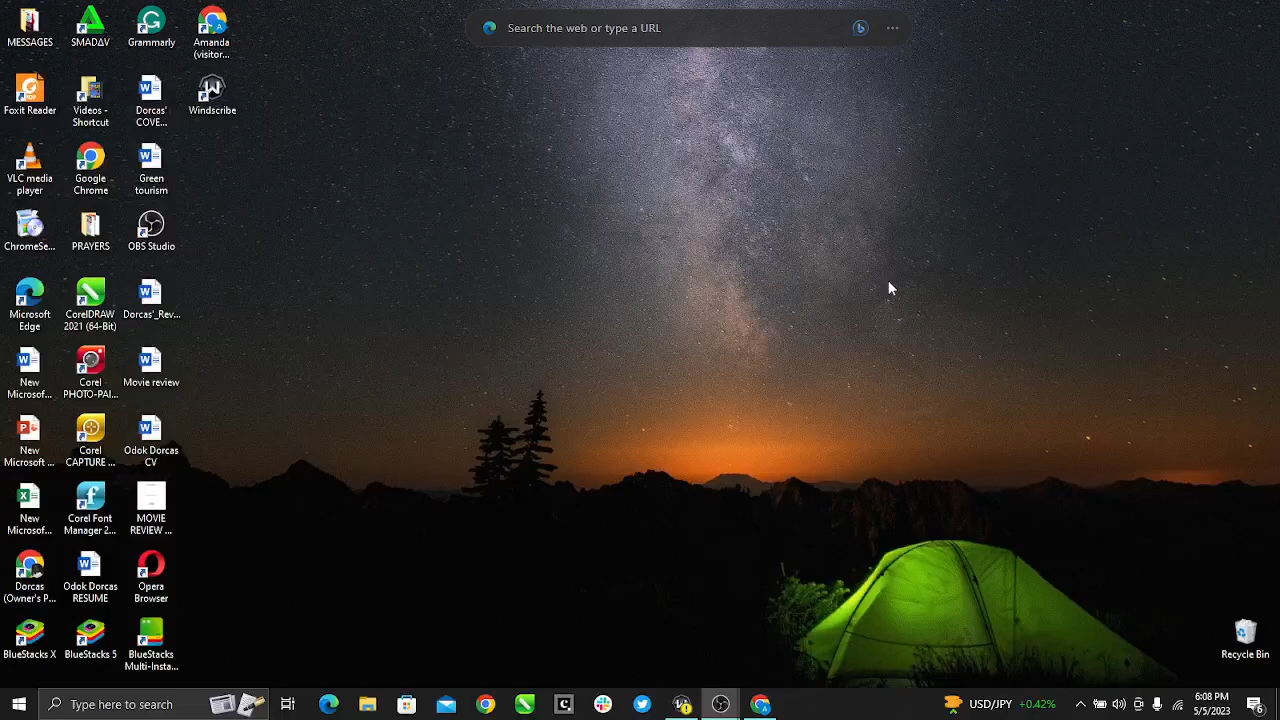 Search the web or type a URL
MESSAGES
SMADΔV
Grammarly
Amanda
(visitor...
Foxit Reader
Videos -
Shortcut
Dorcas'
COVE...
Windscribe
VLC media
player
Google
Chrome
Green
tourism
ChromeSe...
PRAYERS
OBS Studio
Microsoft
Edge
CorelDRAW
2021 (64-Bit)
Dorcas'_Rev...
New
Microsof...
Corel
PHOTO-PAI...
Movie review
New
Microsof...
Corel
CAPTURE ...
Odok Dorcas
CV
New
Microsof...
Corel Font
Manager 2...
MOVIE
REVIEW ...
Dorcas
(Owner's P...
Odok Dorcas
RESUME
Opera
Browser
BlueStacks X
BlueStacks 5
BlueStacks
Multi-Insta...
Recycle Bin
Type here to search
USD/JPY +0.42%
6:08 PM
5/5/2023